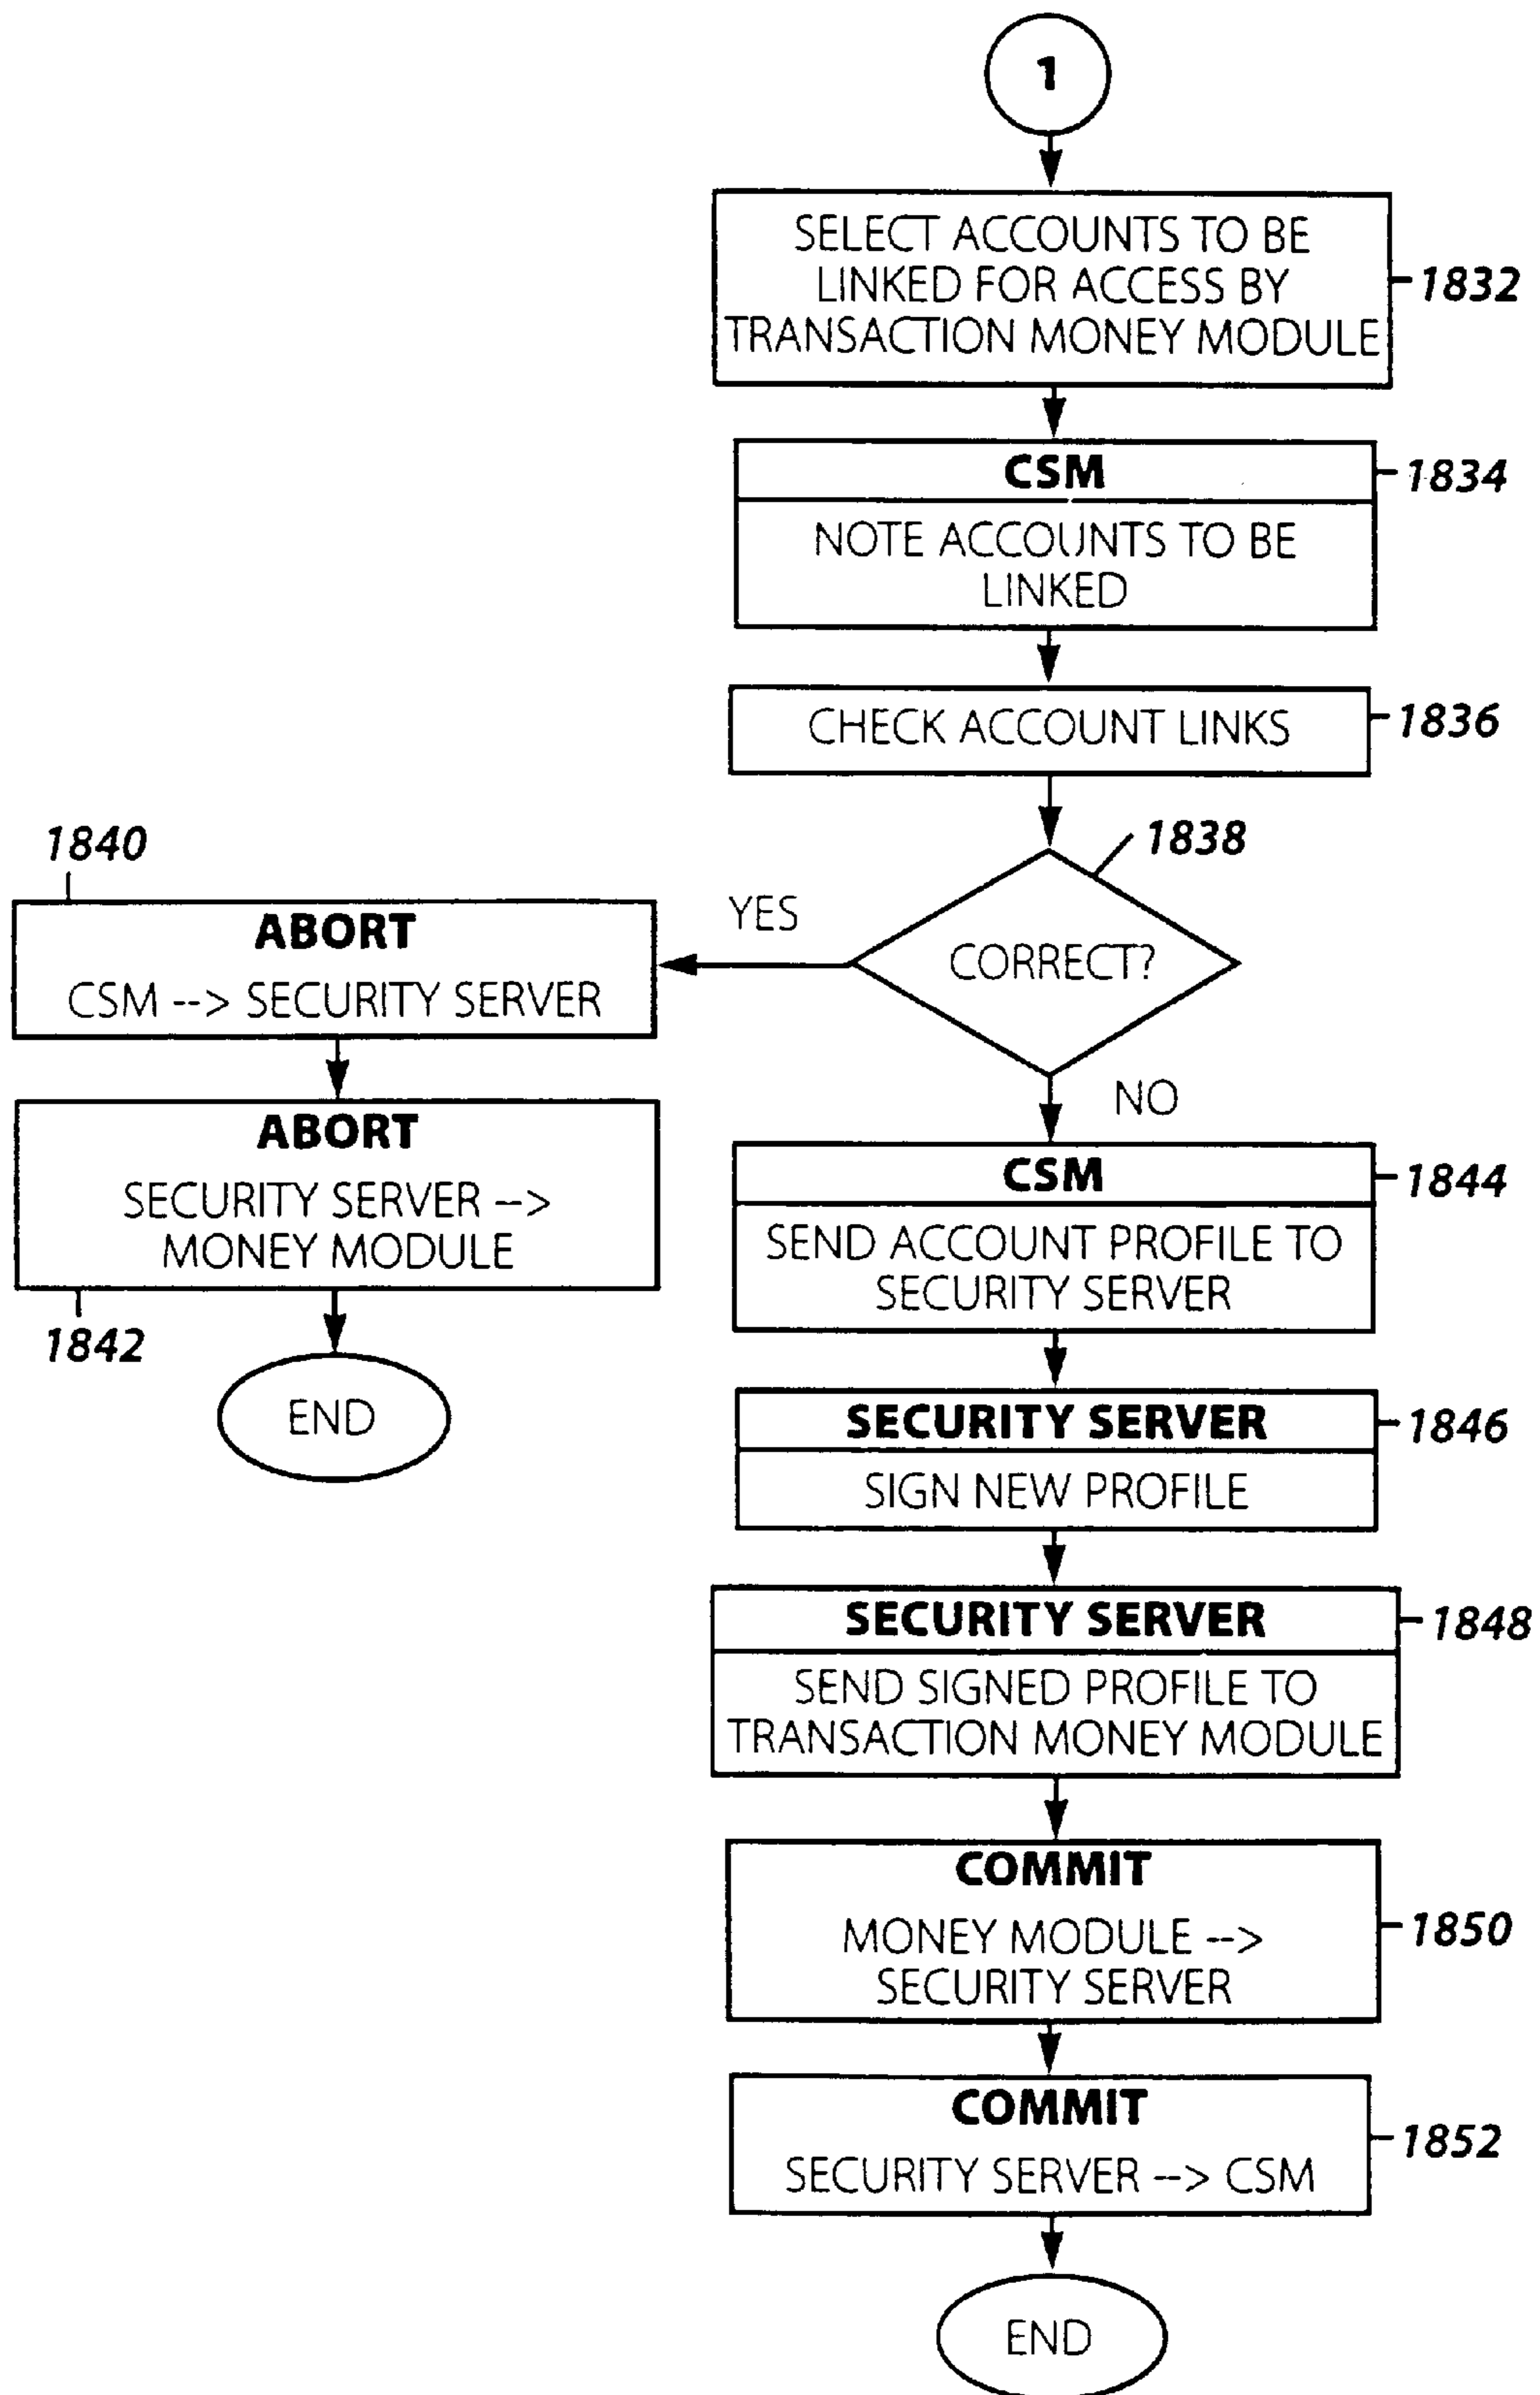 1
SELECT ACCOUNTS TO BE
LINKED FOR ACCESS BY
TRANSACTION MONEY MODULE
1832
CSM
1834
NOTE ACCOUNTS TO BE
LINKED
CHECK ACCOUNT LINKS
1836
1838
CORRECT?
YES
1840
ABORT
CSM --> SECURITY SERVER
ABORT
SECURITY SERVER -->
MONEY MODULE
1842
END
NO
CSM
1844
SEND ACCOUNT PROFILE TO
SECURITY SERVER
SECURITY SERVER
1846
SIGN NEW PROFILE
SECURITY SERVER
1848
SEND SIGNED PROFILE TO
TRANSACTION MONEY MODULE
COMMIT
MONEY MODULE -->
SECURITY SERVER
1850
COMMIT
SECURITY SERVER --> CSM
1852
END